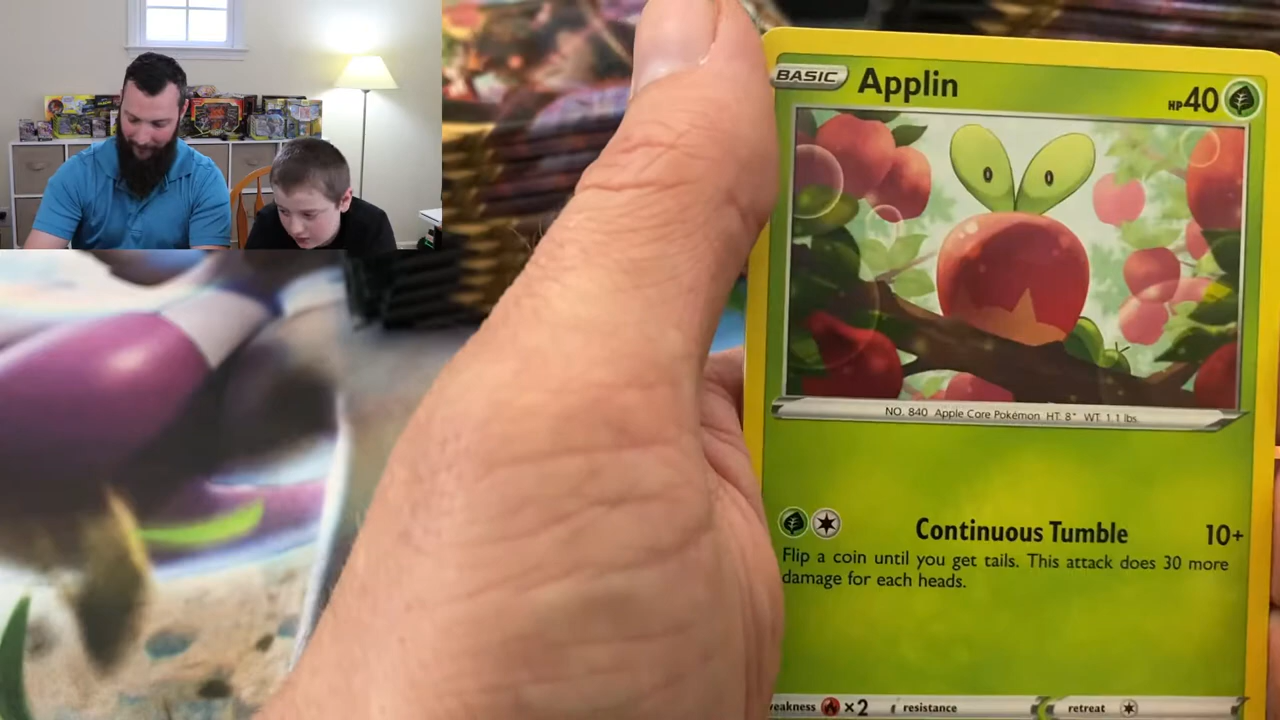 BASIC Applin HP40
NO. 840 Apple Core Pokémon HT: 8" WT: 1.1 lbs.
Continuous Tumble 10+
Flip a coin until you get tails. This attack does 30 more
damage for each heads.
weakness ×2 resistance retreat